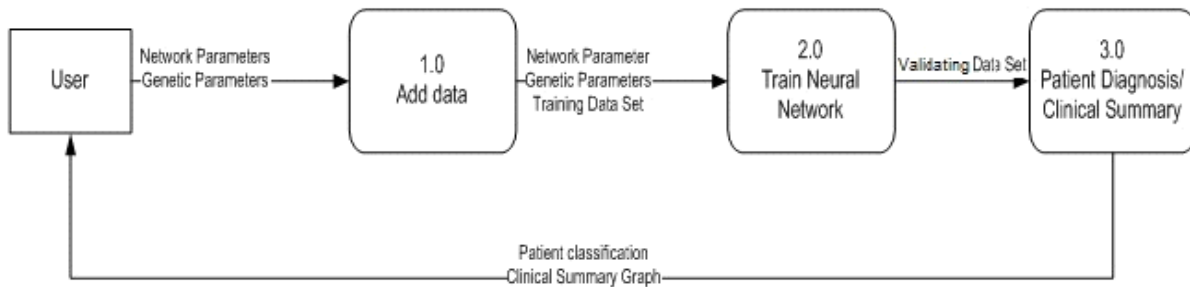 User
Network Parameters
Genetic Parameters
1.0
Add data
Network Parameter
Genetic Parameters
Training Data Set
2.0
Train Neural
Network
Validating Data Set
3.0
Patient Diagnosis/
Clinical Summary
Patient classification
Clinical Summary Graph